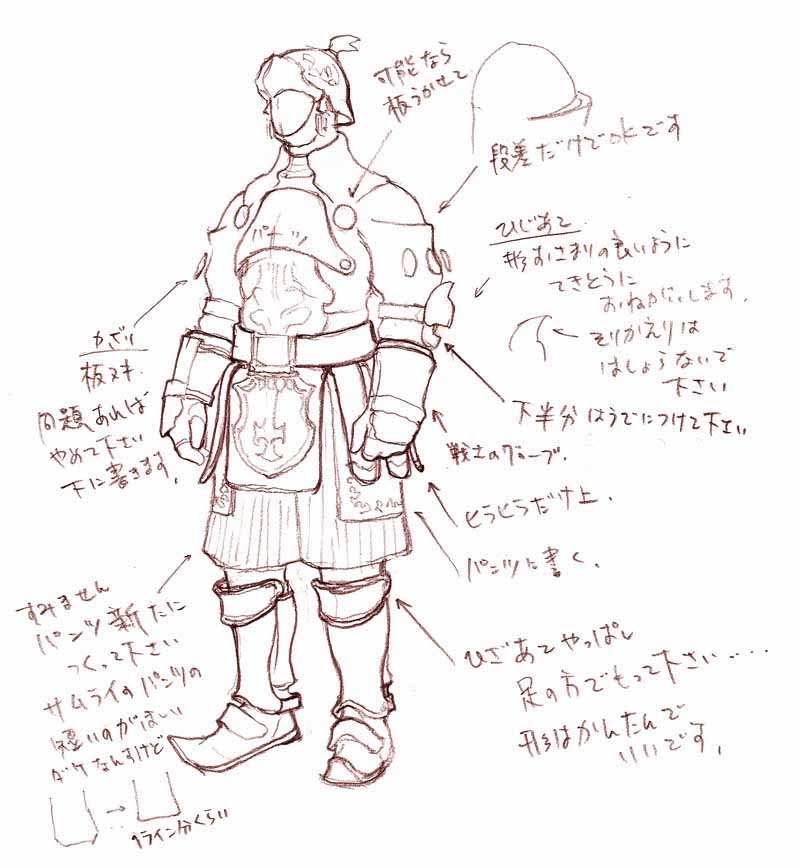 可能なら
板うかせて
段差だけでOKです
パーツ
ひじあて
形おさまりの良いように
てきとうに
おねがいします。
そりかえりは
はしょらないで
下さい
下半分はうでにつけて下さい
かざり
板ヌキ.
問題あれば
やめて下さい
下に書きます。
戦士のグローブ.
ヒラヒラだけ上.
パンツに書く.
すみません
パンツ新たに
つくって下さい
サムライのパンツの
短いのがほしい
ダケなんすけど
1ライン分くらい
ひざあてやっぱし
足の方でもって下さい……
形はかんたんで
いいです。